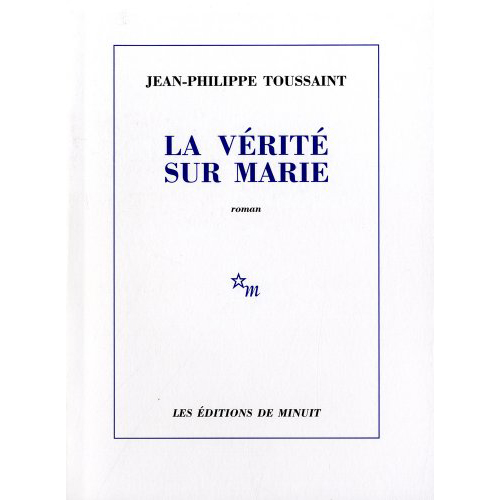 JEAN-PHILIPPE TOUSSAINT
LA VÉRITÉ
SUR MARIE
roman
m
LES ÉDITIONS DE MINUIT